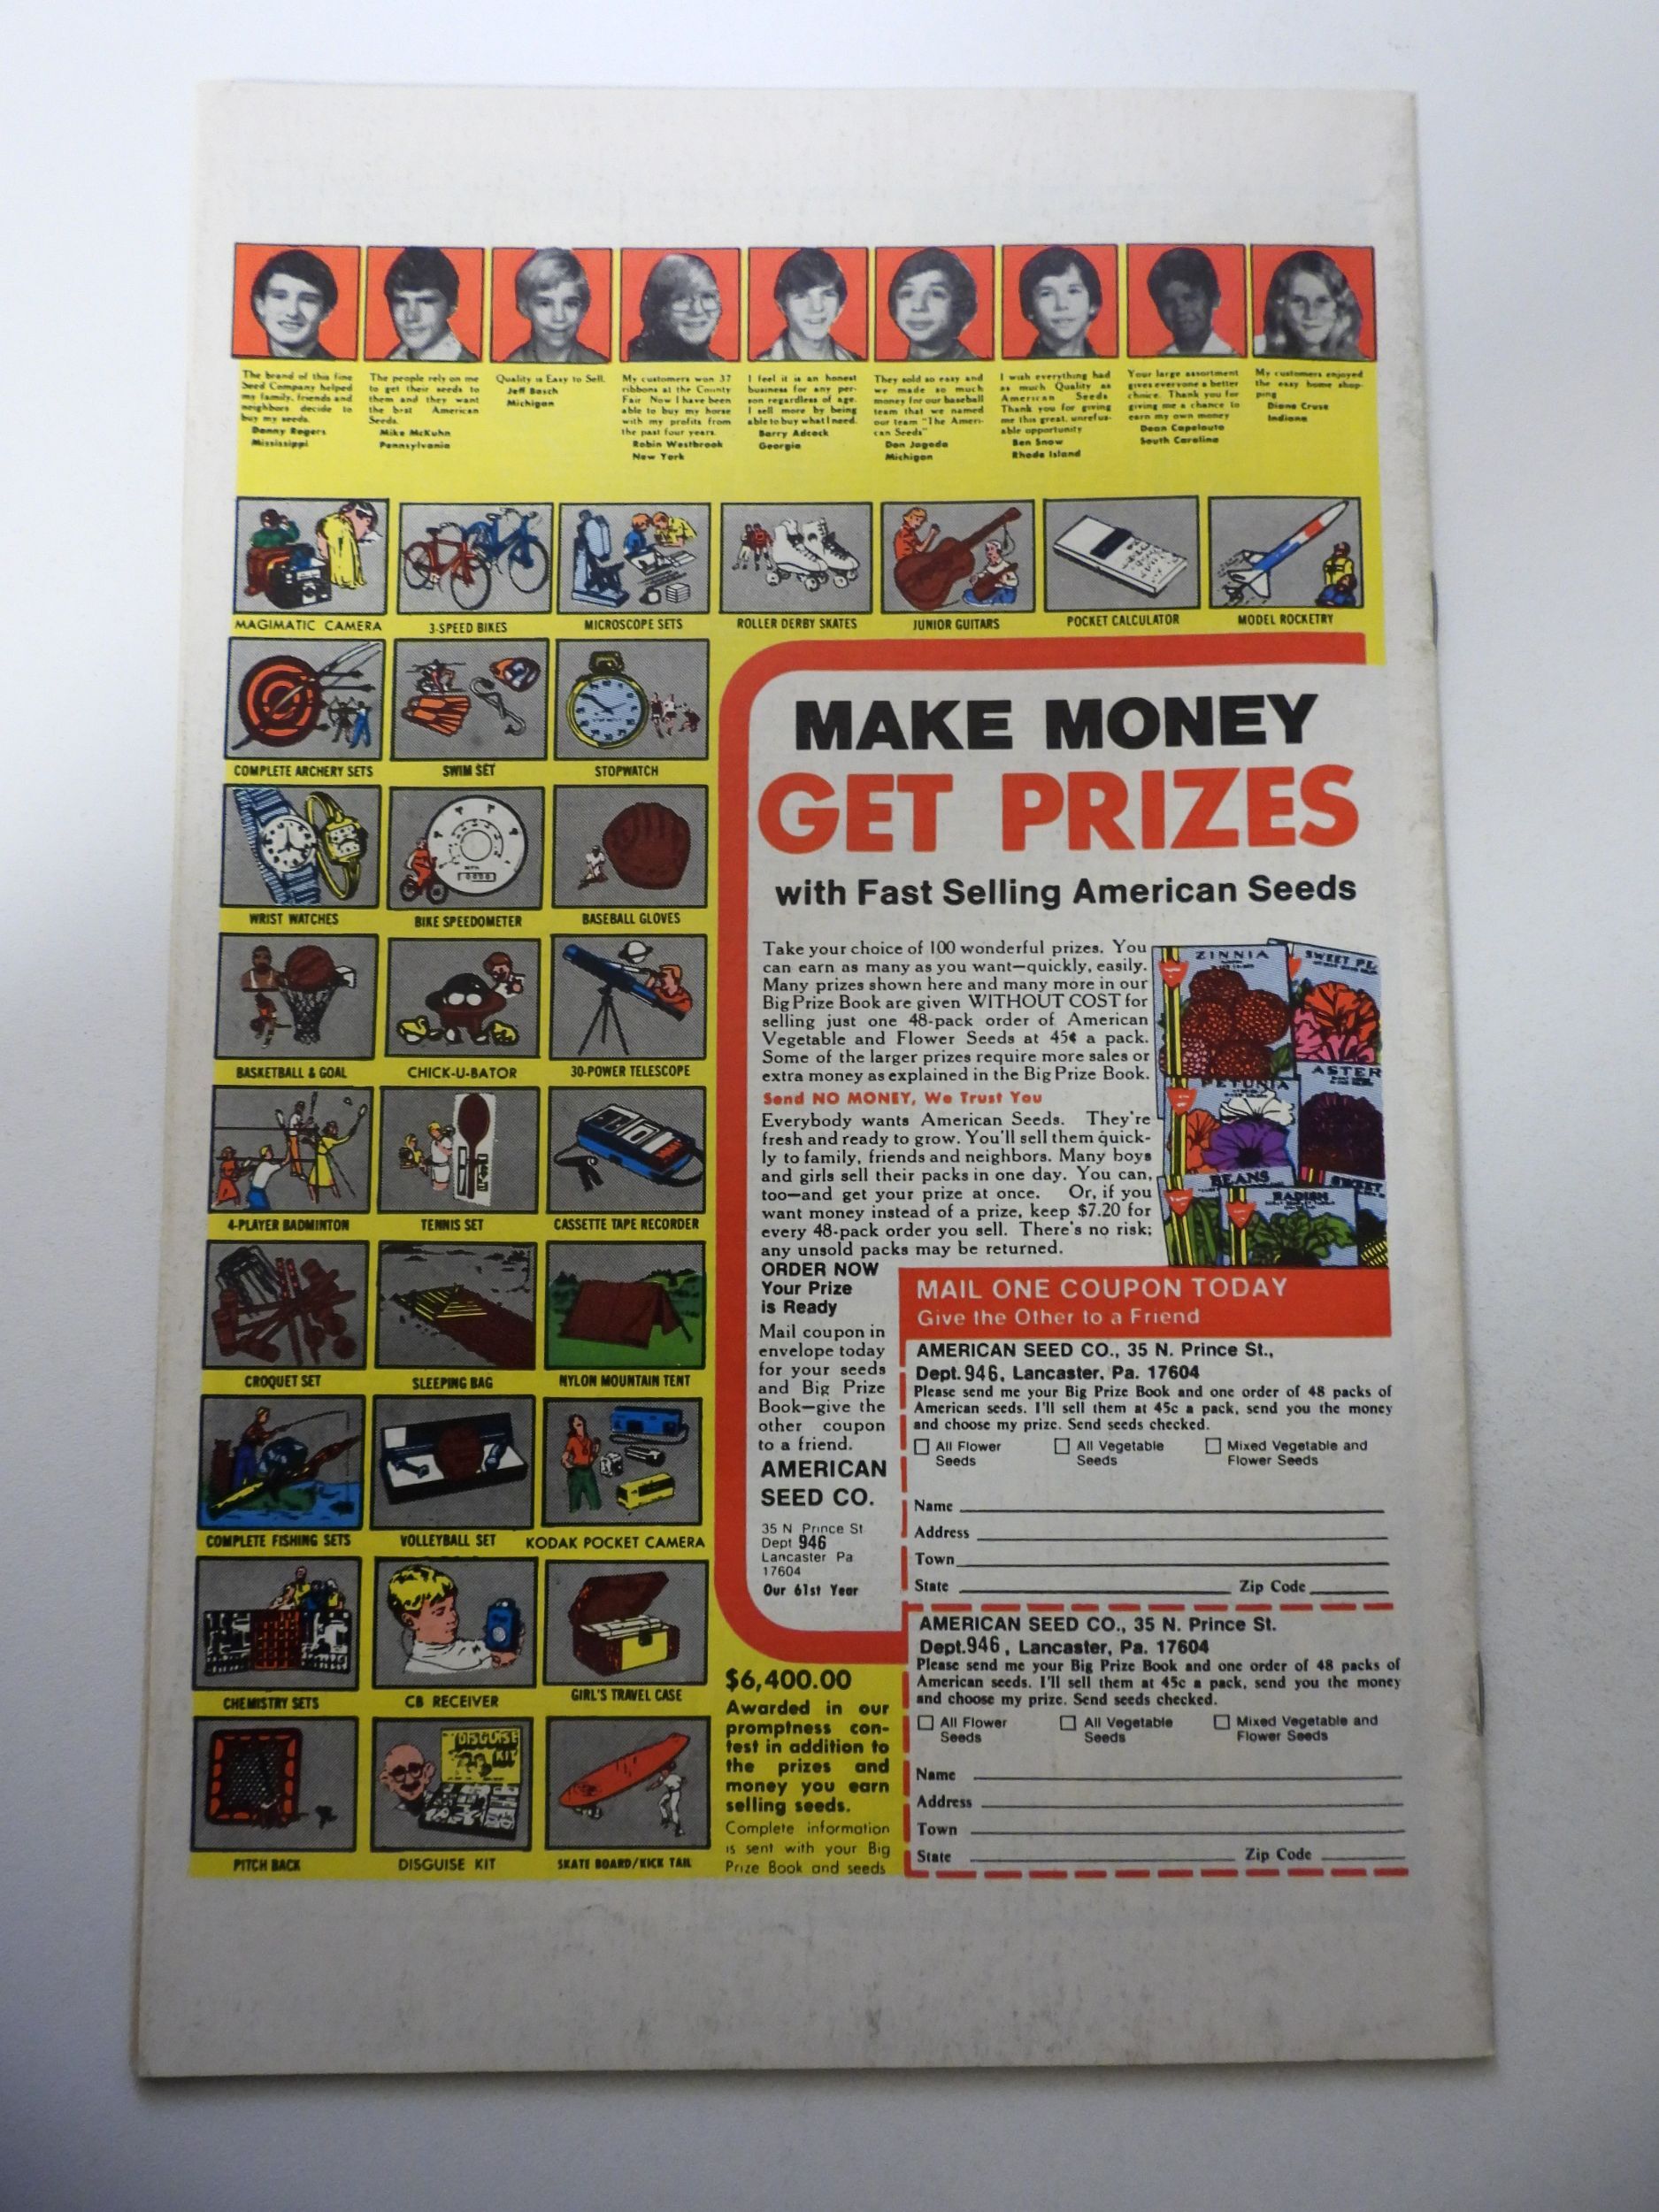 The brand of this fine
Seed Company helped
my family, friends and
neighbors decide to
buy my seeds.
Danny Rogers
Mississippi
The people rely on me
to get their seeds to
them and they want
the best American
Seeds.
Mike McKuhn
Pennsylvania
Quality is Easy to Sell.
Jeff Bosch
Michigan
My customers won 37
ribbons at the County
Fair Now I have been
able to buy my horse
with my profits from
the past four years.
Robin Westbrook
New York
I feel it is an honest
business for any per-
son regardless of age.
I sell more by being
able to buy what I need.
Barry Adcock
Georgia
They sold so easy and
we made so much
money for our baseball
team that we named
our team "The Ameri-
can Seeds"
Don Jagoda
Michigan
I wish everything had
as much Quality as
American Seeds
Thank you for giving
me this great, unrefus-
able opportunity
Ben Snow
Rhode Island
Your large assortment
gives everyone a better
choice. Thank you for
giving me a chance to
earn my own money
Dean Capelouto
South Carolina
My customers enjoyed
the easy home shop-
ping
Diane Cruse
Indiana
MAGIMATIC CAMERA
3-SPEED BIKES
MICROSCOPE SETS
ROLLER DERBY SKATES
JUNIOR GUITARS
POCKET CALCULATOR
MODEL ROCKETRY
COMPLETE ARCHERY SETS
SWIM SET
STOPWATCH
WRIST WATCHES
BIKE SPEEDOMETER
BASEBALL GLOVES
BASKETBALL & GOAL
CHICK-U-BATOR
30-POWER TELESCOPE
4-PLAYER BADMINTON
TENNIS SET
CASSETTE TAPE RECORDER
CROQUET SET
SLEEPING BAG
NYLON MOUNTAIN TENT
COMPLETE FISHING SETS
VOLLEYBALL SET
KODAK POCKET CAMERA
CHEMISTRY SETS
CB RECEIVER
GIRL'S TRAVEL CASE
DISGUISE
KIT
PITCH BACK
DISGUISE KIT
SKATE BOARD/KICK TAIL
MAKE MONEY
GET PRIZES
with Fast Selling American Seeds
Take your choice of 100 wonderful prizes. You
can earn as many as you want—quickly, easily.
Many prizes shown here and many more in our
Big Prize Book are given WITHOUT COST for
selling just one 48-pack order of American
Vegetable and Flower Seeds at 45¢ a pack.
Some of the larger prizes require more sales or
extra money as explained in the Big Prize Book.
Send NO MONEY, We Trust You
Everybody wants American Seeds. They're
fresh and ready to grow. You'll sell them quick-
ly to family, friends and neighbors. Many boys
and girls sell their packs in one day. You can,
too—and get your prize at once. Or, if you
want money instead of a prize, keep $7.20 for
every 48-pack order you sell. There's no risk;
any unsold packs may be returned.
ZINNIA
SWEET PE
PETUNIA
ASTER
BEANS
RADISH
SWEET
ORDER NOW
Your Prize
is Ready
Mail coupon in
envelope today
for your seeds
and Big Prize
Book—give the
other coupon
to a friend.
AMERICAN
SEED CO.
35 N Prince St
Dept 946
Lancaster Pa
17604
Our 61st Year
MAIL ONE COUPON TODAY
Give the Other to a Friend
AMERICAN SEED CO., 35 N. Prince St.,
Dept. 946, Lancaster, Pa. 17604
Please send me your Big Prize Book and one order of 48 packs of
American seeds. I'll sell them at 45c a pack, send you the money
and choose my prize. Send seeds checked.
All Flower
Seeds
All Vegetable
Seeds
Mixed Vegetable and
Flower Seeds
Name
Address
Town
State Zip Code
AMERICAN SEED CO., 35 N. Prince St.
Dept. 946, Lancaster, Pa. 17604
Please send me your Big Prize Book and one order of 48 packs of
American seeds. I'll sell them at 45c a pack, send you the money
and choose my prize. Send seeds checked.
All Flower
Seeds
All Vegetable
Seeds
Mixed Vegetable and
Flower Seeds
Name
Address
Town
State Zip Code
$6,400.00
Awarded in our
promptness con-
test in addition to
the prizes and
money you earn
selling seeds.
Complete information
is sent with your Big
Prize Book and seeds